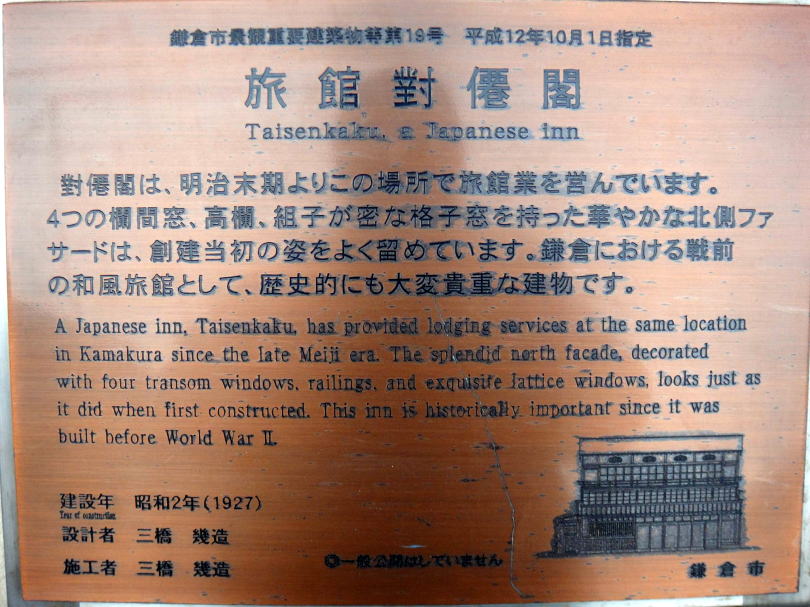 鎌倉市景観重要建築物等第19号　平成12年10月1日指定
旅館對僊閣
Taisenkaku, a Japanese inn
對僊閣は、明治末期よりこの場所で旅館業を営んでいます。
4つの欄間窓、高欄、組子が密な格子窓を持った華やかな北側ファ
サードは、創建当初の姿をよく留めています。鎌倉における戦前
の和風旅館として、歴史的にも大変貴重な建物です。
A Japanese inn, Taisenkaku, has provided lodging services at the same location
in Kamakura since the late Meiji era. The splendid north facade, decorated
with four transom windows, railings, and exquisite lattice windows, looks just as
it did when first constructed. This inn is historically important since it was
built before World War II.
建設年　昭和2年(1927)
Year of construction
設計者　三橋　幾造
施工者　三橋　幾造
◎一般公開はしていません
鎌倉市